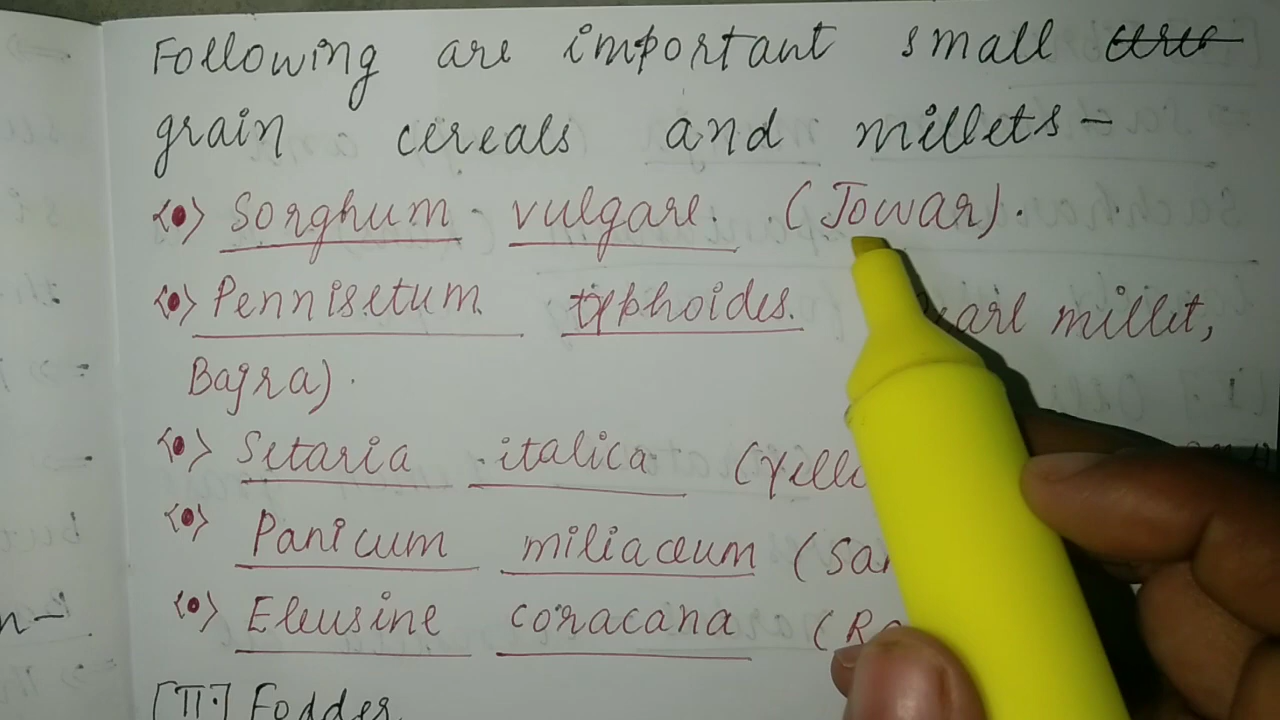 Following are important small
grain cereals and millets -
<•> Sorghum vulgare. (Jowar).
<•> Pennisetum typhoides. millet,
Bajra).
<•> Setaria italica
<•> Panicum miliaceum
<•> Eleusine coracana
[II.] Fodder